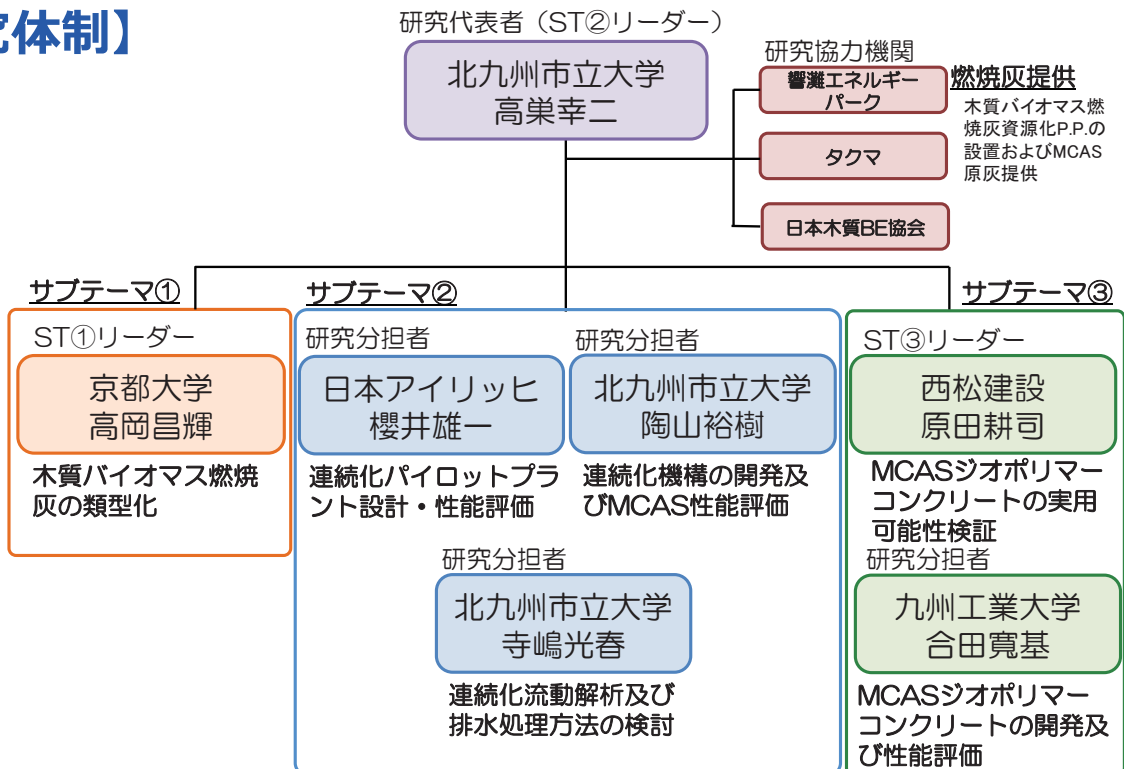 究体制】
研究代表者（ST②リーダー）
北九州市立大学
高巣幸二
研究協力機関
響灘エネルギー
パーク
タクマ
日本木質BE協会
燃焼灰提供
木質バイオマス燃
焼灰資源化P.P.の
設置およびMCAS
原灰提供
サブテーマ①
ST①リーダー
京都大学
高岡昌輝
木質バイオマス燃焼
灰の類型化
サブテーマ②
研究分担者
日本アイリッヒ
櫻井雄一
連続化パイロットプラ
ント設計・性能評価
研究分担者
北九州市立大学
陶山裕樹
連続化機構の開発及
びMCAS性能評価
研究分担者
北九州市立大学
寺嶋光春
連続化流動解析及び
排水処理方法の検討
サブテーマ③
ST③リーダー
西松建設
原田耕司
MCASジオポリマー
コンクリートの実用
可能性検証
研究分担者
九州工業大学
合田寛基
MCASジオポリマー
コンクリートの開発及
び性能評価